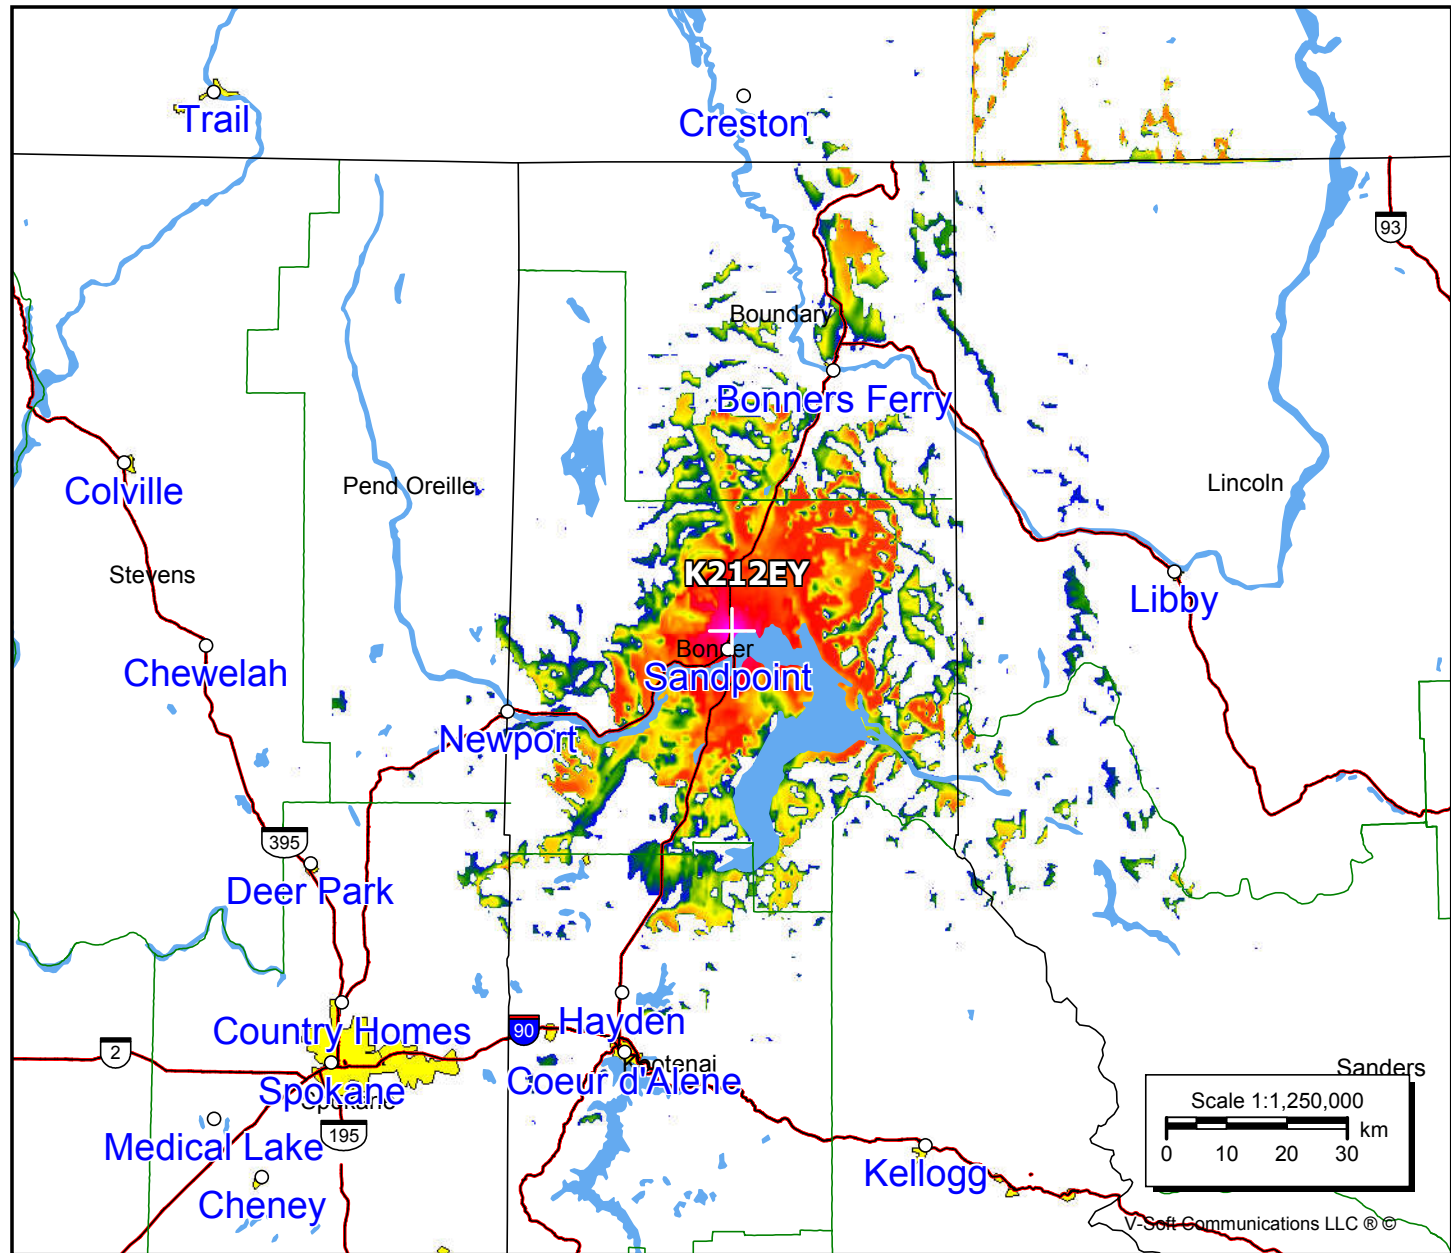 Trail
Creston
93
Boundary
Bonners Ferry
Colville
Pend Oreille
Lincoln
Stevens
K212EY
Libby
Chewelah
Bonner
Sandpoint
Newport
395
Deer Park
Country Homes
90
Hayden
2
Kootenai
Sanders
Spokane
Coeur d'Alene
Spokane
Scale 1:1,250,000
km
0 10 20 30
195
Medical Lake
Kellogg
Cheney
V-Soft Communications LLC ® ©